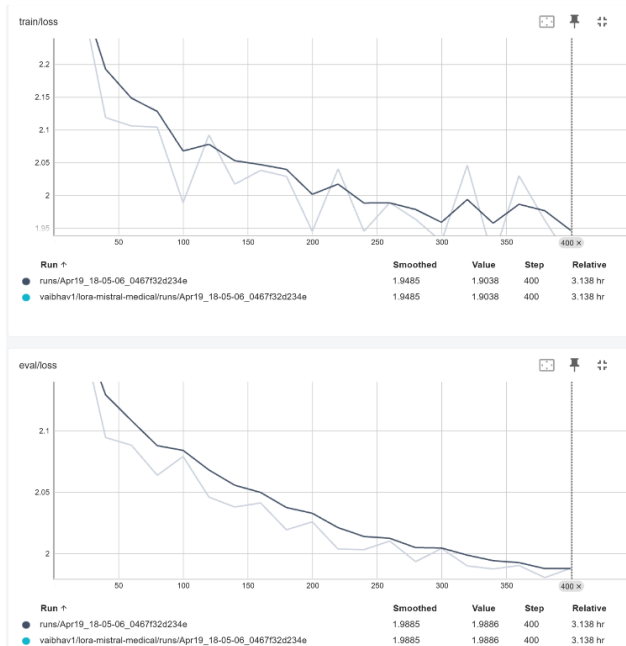 train/loss
2.2
2.15
2.1
2.05
2
1.95
50 100 150 200 250 300 350 400 ×
Run ↑ Smoothed Value Step Relative
runs/Apr19_18-05-06_0467f32d234e 1.9485 1.9038 400 3.138 hr
vaibhav1/lora-mistral-medical/runs/Apr19_18-05-06_0467f32d234e 1.9485 1.9038 400 3.138 hr
eval/loss
2.1
2.05
2
50 100 150 200 250 300 350 400 ×
Run ↑ Smoothed Value Step Relative
runs/Apr19_18-05-06_0467f32d234e 1.9885 1.9886 400 3.138 hr
vaibhav1/lora-mistral-medical/runs/Apr19_18-05-06_0467f32d234e 1.9885 1.9886 400 3.138 hr